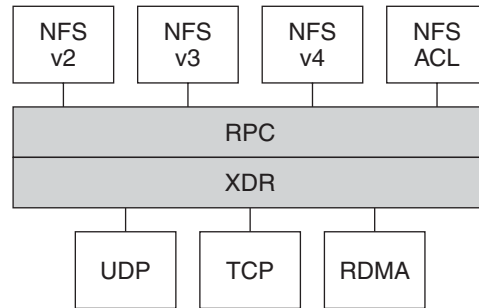 NFS
v2
NFS
v3
NFS
v4
NFS
ACL
RPC
XDR
UDP
TCP
RDMA